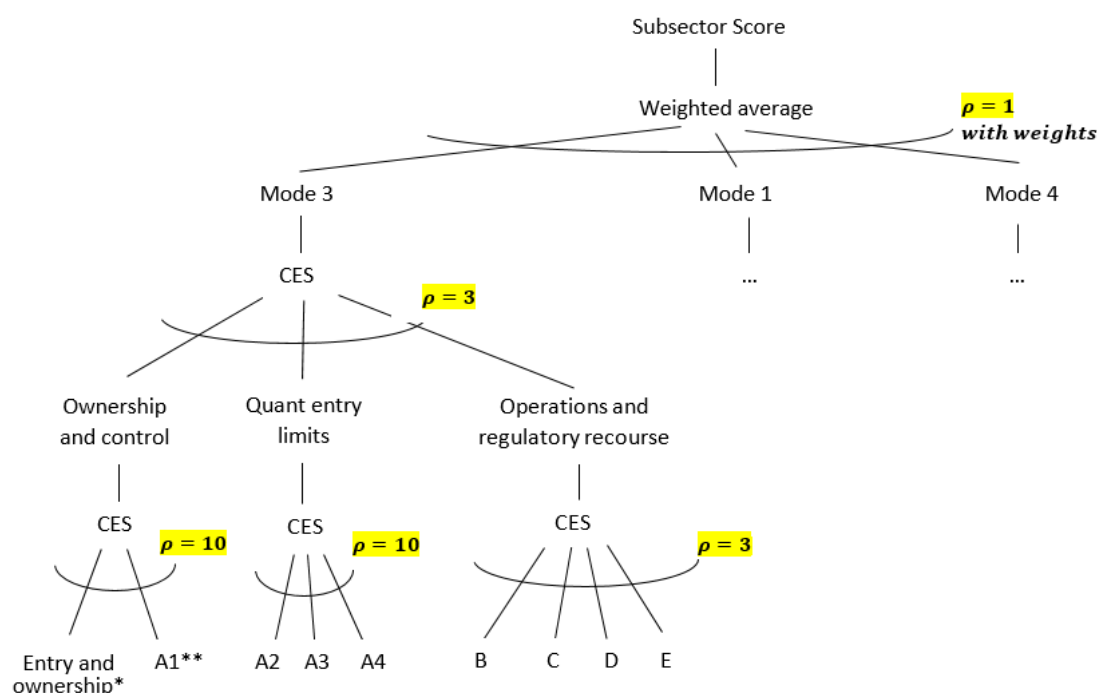 Subsector Score
Weighted average
ρ = 1
with weights
Mode 3
Mode 1
Mode 4
CES
...
...
ρ = 3
Ownership
and control
Quant entry
limits
Operations and
regulatory recourse
CES
ρ = 10
CES
ρ = 10
CES
ρ = 3
Entry and
ownership*
A1**
A2
A3
A4
B
C
D
E